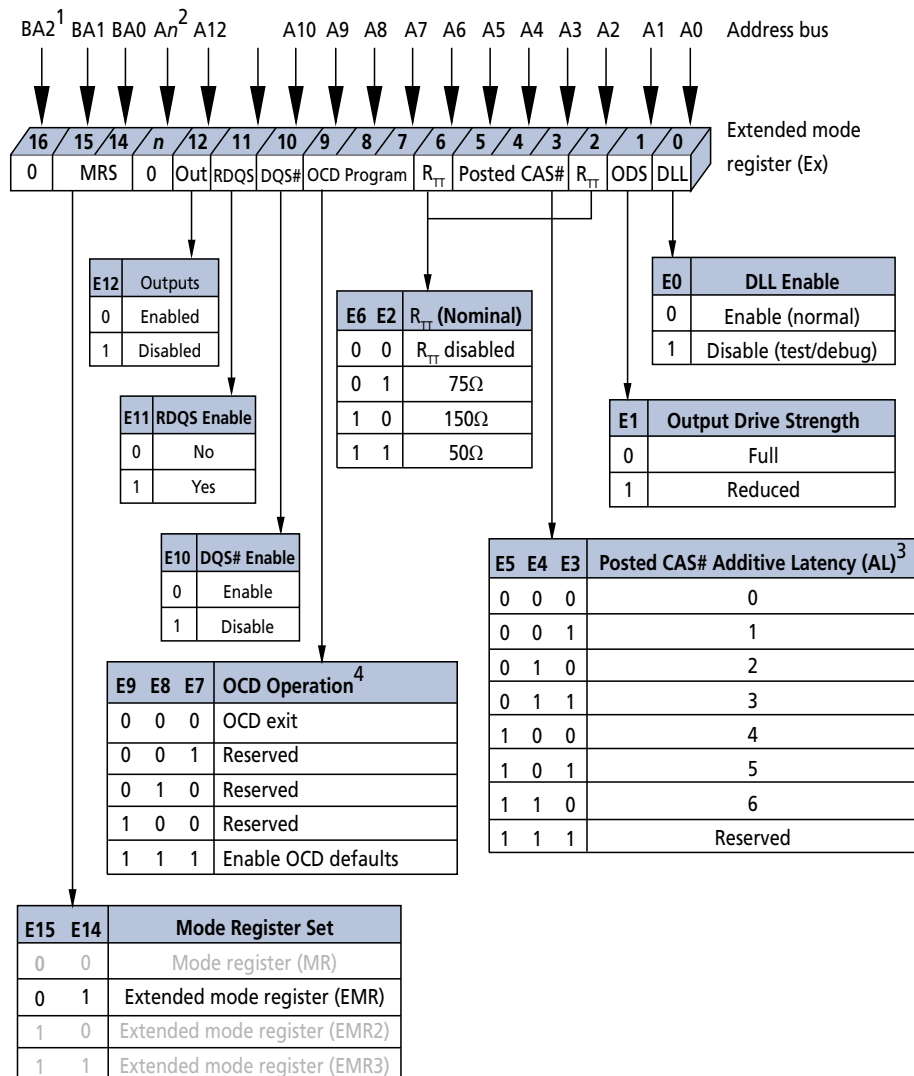 BA2¹ BA1 BA0 An² A12 A10 A9 A8 A7 A6 A5 A4 A3 A2 A1 A0 Address bus
16 15 14 n 12 11 10 9 8 7 6 5 4 3 2 1 0 Extended mode
register (Ex)
0 MRS 0 Out RDQS DQS# OCD Program RTT Posted CAS# RTT ODS DLL
E12 Outputs
0 Enabled
1 Disabled
E11 RDQS Enable
0 No
1 Yes
E10 DQS# Enable
0 Enable
1 Disable
E9 E8 E7 OCD Operation⁴
0 0 0 OCD exit
0 0 1 Reserved
0 1 0 Reserved
1 0 0 Reserved
1 1 1 Enable OCD defaults
E15 E14 Mode Register Set
0 0 Mode register (MR)
0 1 Extended mode register (EMR)
1 0 Extended mode register (EMR2)
1 1 Extended mode register (EMR3)
E6 E2 RTT (Nominal)
0 0 RTT disabled
0 1 75Ω
1 0 150Ω
1 1 50Ω
E0 DLL Enable
0 Enable (normal)
1 Disable (test/debug)
E1 Output Drive Strength
0 Full
1 Reduced
E5 E4 E3 Posted CAS# Additive Latency (AL)³
0 0 0 0
0 0 1 1
0 1 0 2
0 1 1 3
1 0 0 4
1 0 1 5
1 1 0 6
1 1 1 Reserved